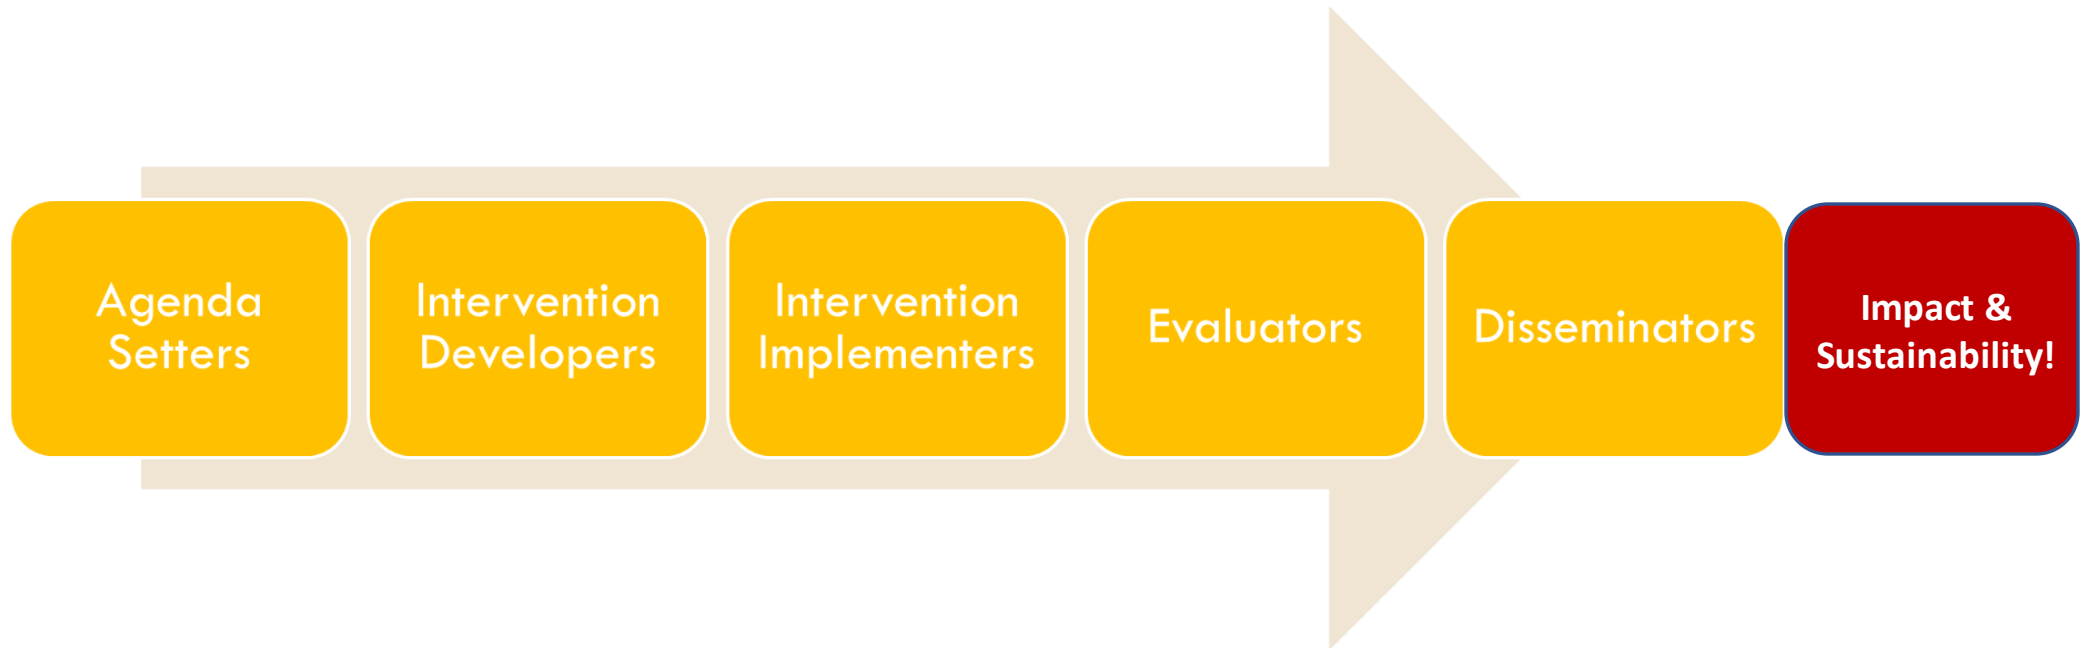 Agenda
Setters
Intervention
Developers
Intervention
Implementers
Evaluators
Disseminators
Impact &
Sustainability!